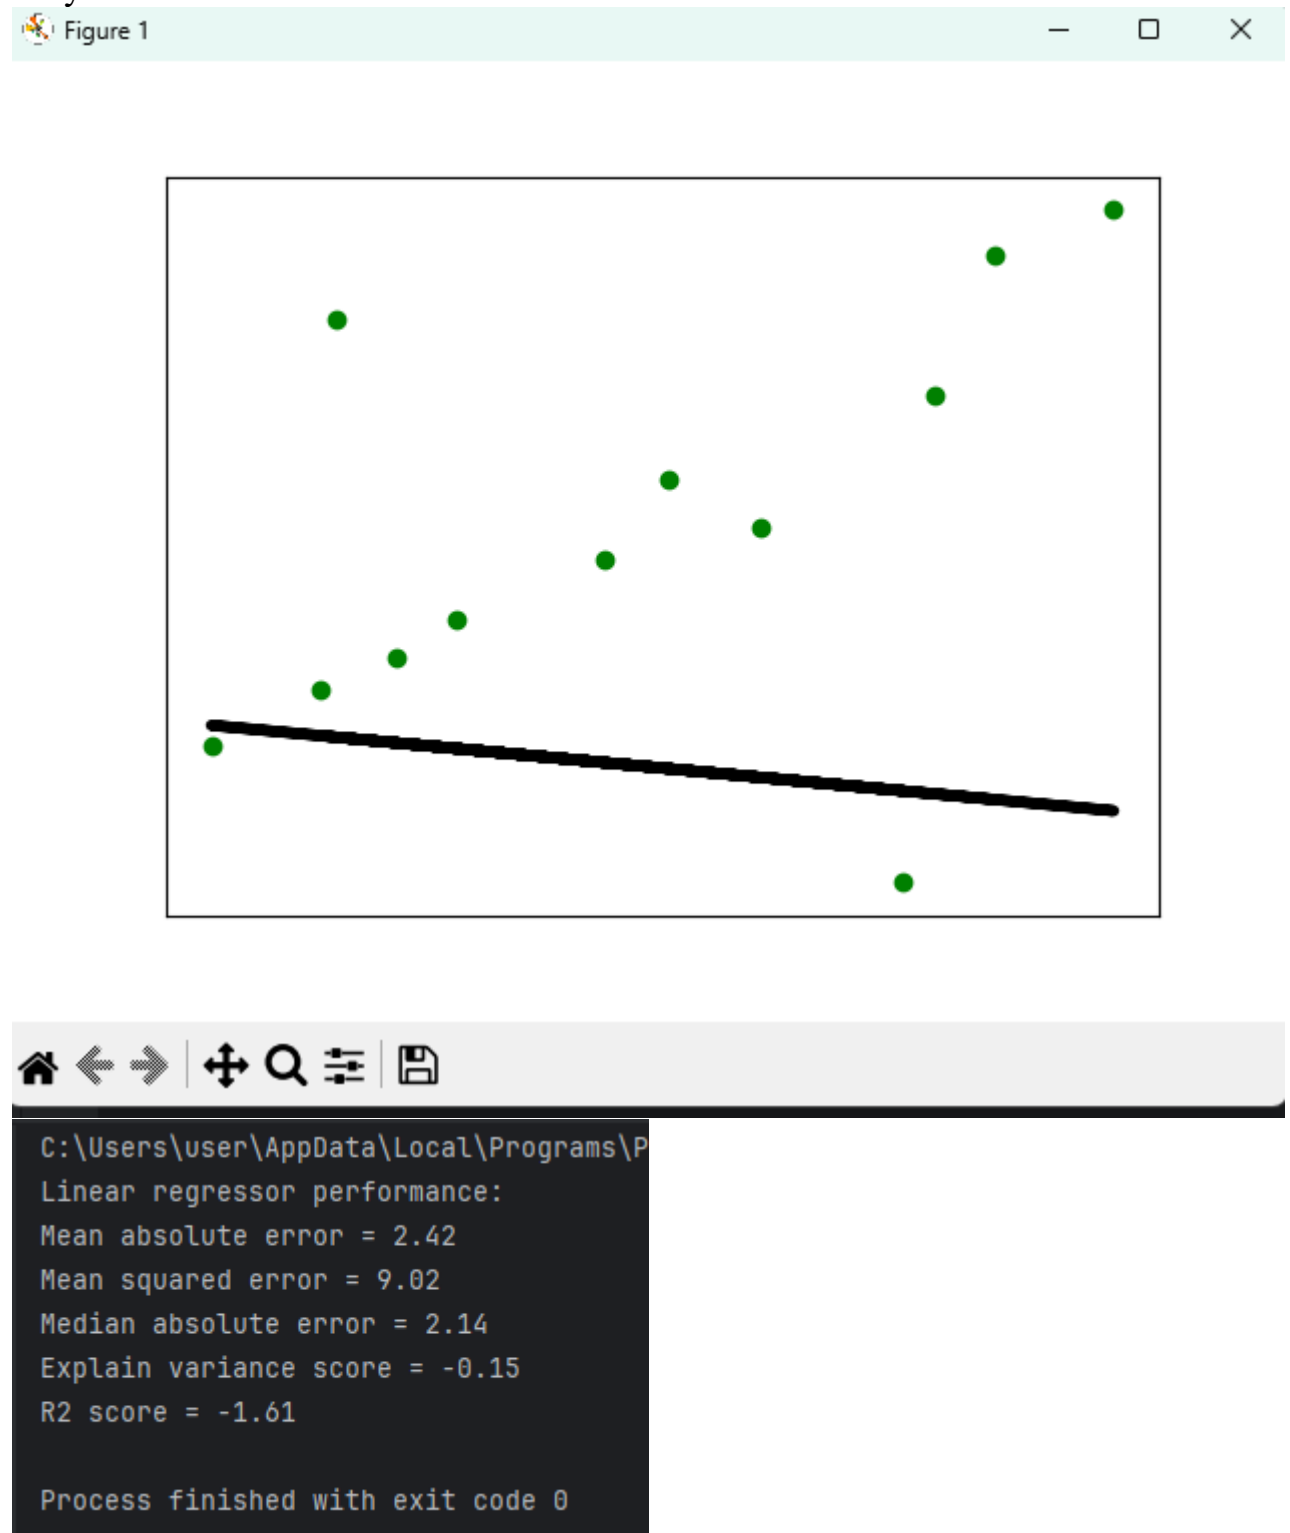 Figure 1
C:\Users\user\AppData\Local\Programs\P
Linear regressor performance:
Mean absolute error = 2.42
Mean squared error = 9.02
Median absolute error = 2.14
Explain variance score = -0.15
R2 score = -1.61
Process finished with exit code 0